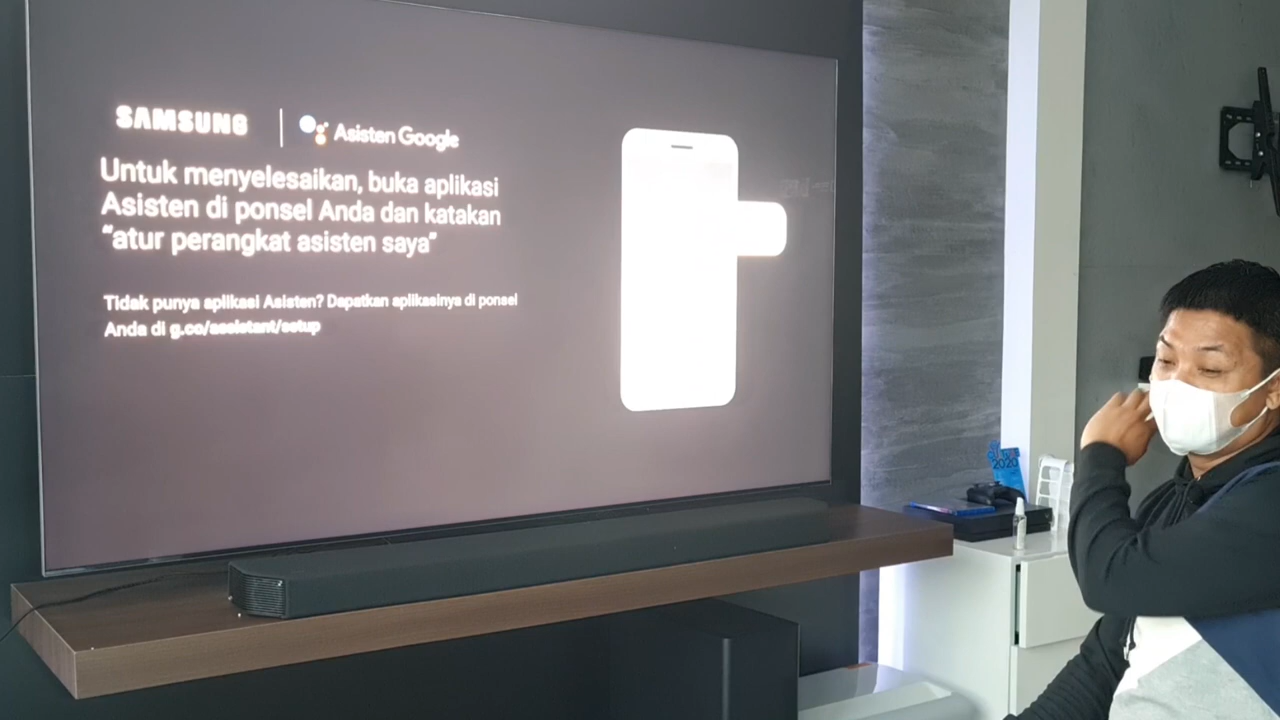 SAMSUNG | Asisten Google
Untuk menyelesaikan, buka aplikasi
Asisten di ponsel Anda dan katakan
“atur perangkat asisten saya”
Tidak punya aplikasi Asisten? Dapatkan aplikasinya di ponsel
Anda di g.co/assistant/setup
2020